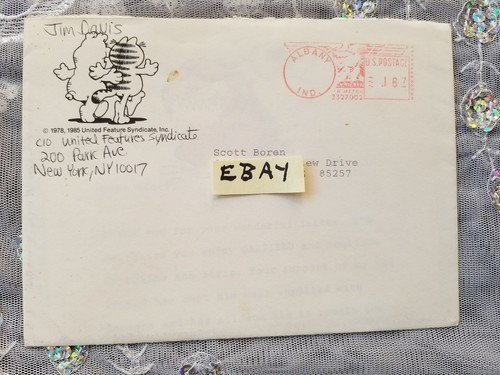 Jim Davis
© 1978, 1985 United Feature Syndicate, Inc.
c/o United Features Syndicate
200 Park Ave
New York, NY 10017
ALBANY
IND.
U.S. POSTAGE
Scott Boren
ew Drive
85257
EBAY